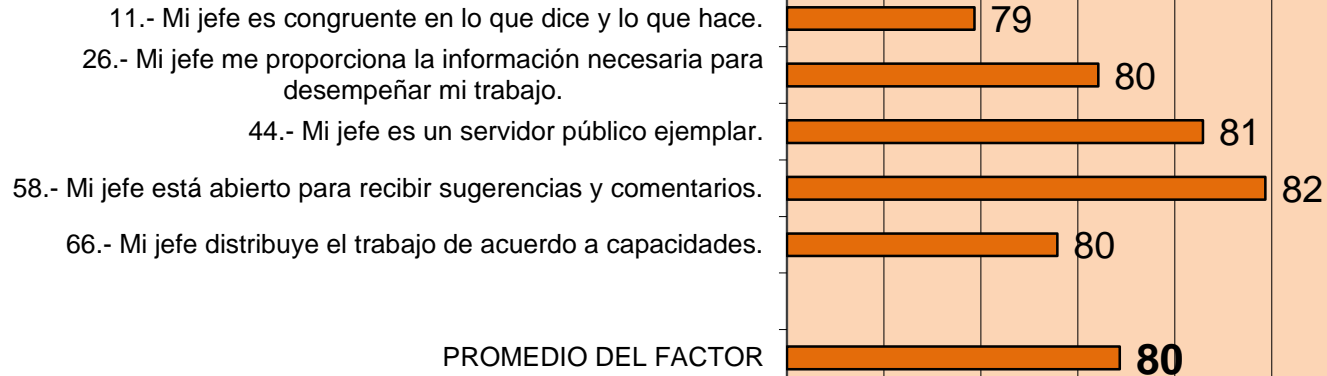 11.- Mi jefe es congruente en lo que dice y lo que hace. 79
26.- Mi jefe me proporciona la información necesaria para
desempeñar mi trabajo. 80
44.- Mi jefe es un servidor público ejemplar. 81
58.- Mi jefe está abierto para recibir sugerencias y comentarios. 82
66.- Mi jefe distribuye el trabajo de acuerdo a capacidades. 80
PROMEDIO DEL FACTOR 80